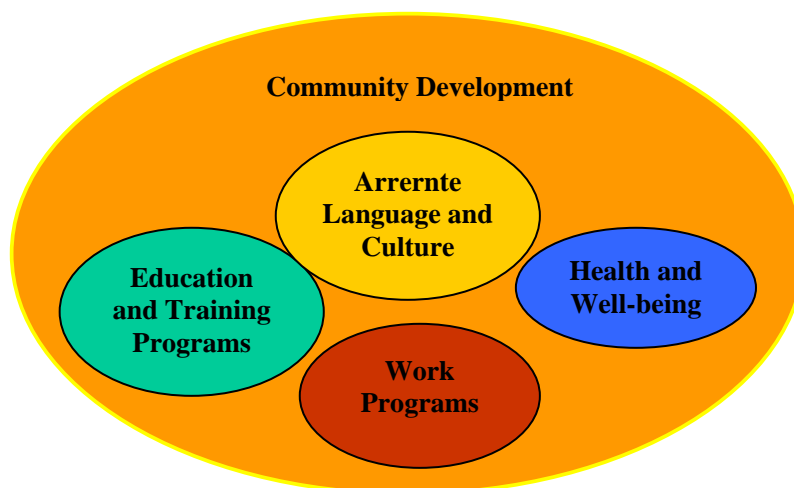 Community Development
Arrernte
Language and
Culture
Education
and Training
Programs
Health and
Well-being
Work
Programs